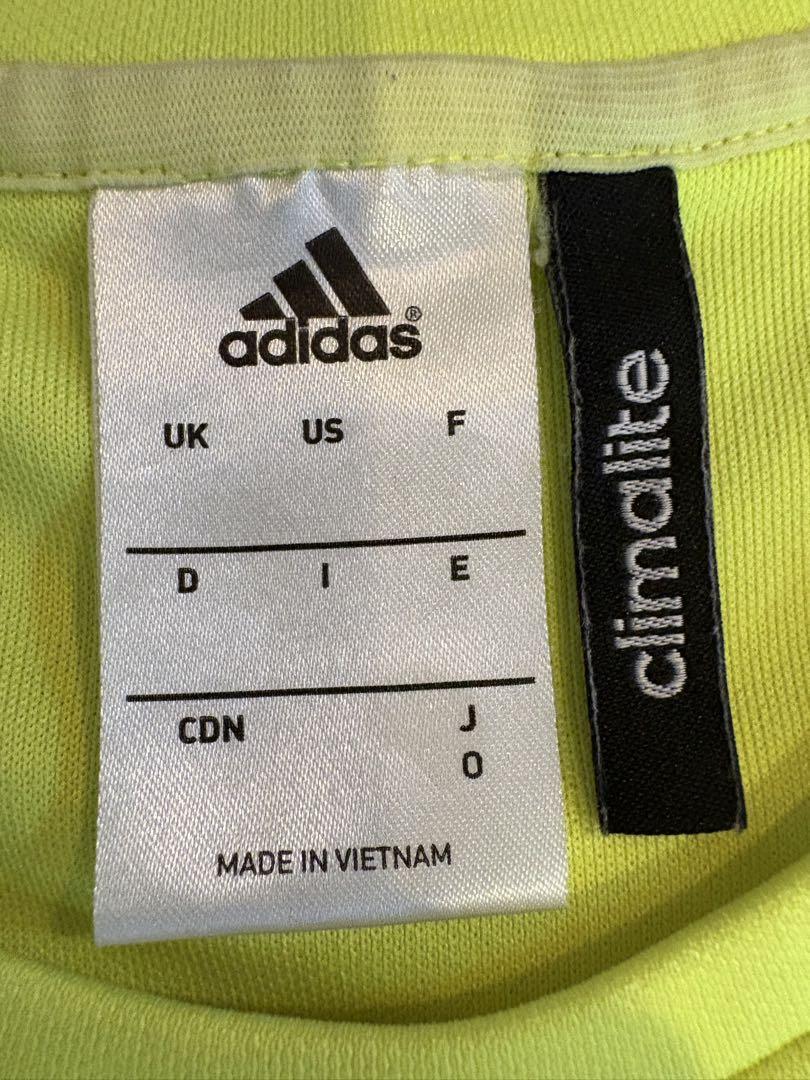 adidas®
UK US F
D I E
CDN J
O
MADE IN VIETNAM
climalite